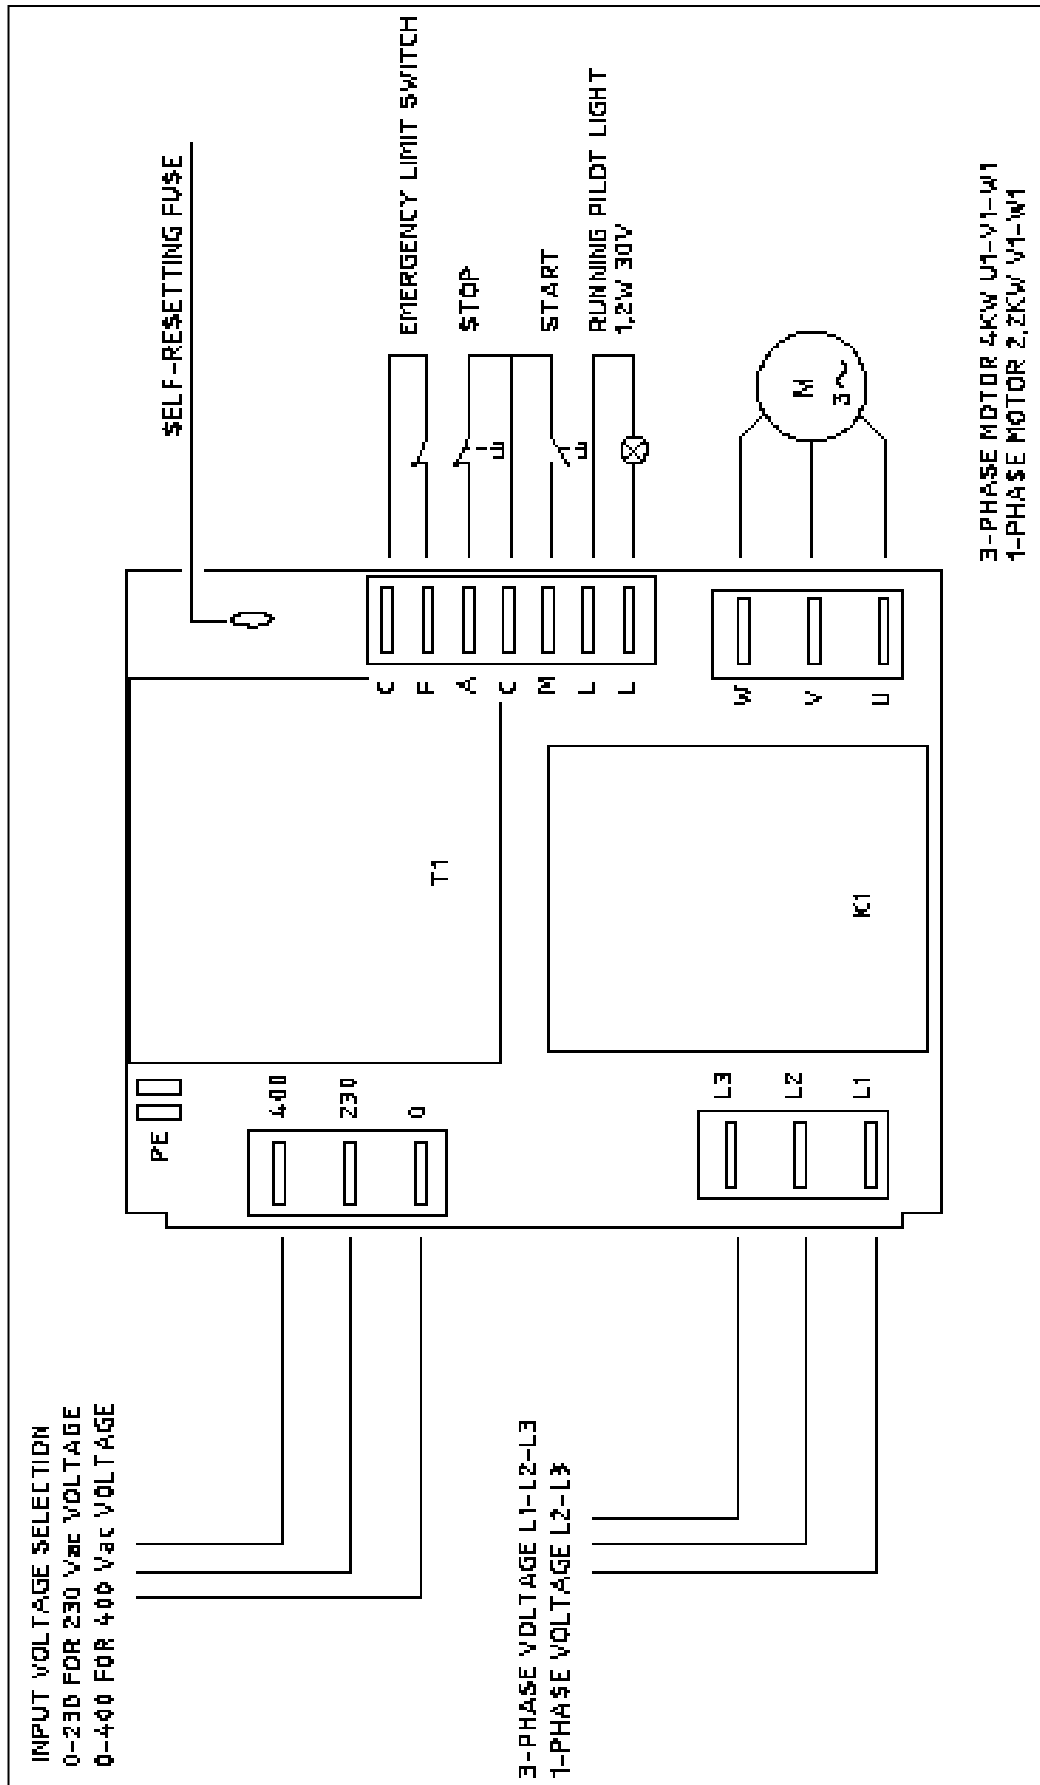 INPUT VOLTAGE SELECTION
0-230 FOR 230 Vac VOLTAGE
0-400 FOR 400 Vac VOLTAGE
3-PHASE VOLTAGE L1-L2-L3
1-PHASE VOLTAGE L2-L3
PE
400
230
0
L3
L2
L1
T1
K1
C
F
A
C
M
L
L
W
V
U
SELF-RESETTING FUSE
EMERGENCY LIMIT SWITCH
STOP
START
RUNNING PILOT LIGHT
1,2W 30V
M
3~
3-PHASE MOTOR 4KW U1-V1-W1
1-PHASE MOTOR 2,2KW V1-W1